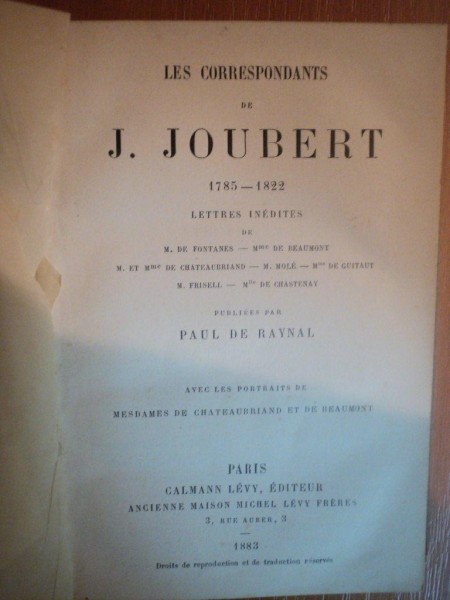 LES CORRESPONDANTS
DE
J. JOUBERT
1785—1822
LETTRES INÉDITES
DE
M. DE FONTANES — Mme DE BEAUMONT
M. ET Mme DE CHATEAUBRIAND — M. MOLÉ — Mme DE GUITAUT
M. FRISELL — Mlle DE CHASTENAY
PUBLIÉES PAR
PAUL DE RAYNAL
AVEC LES PORTRAITS DE
MESDAMES DE CHATEAUBRIAND ET DE BEAUMONT
PARIS
CALMANN LÉVY, ÉDITEUR
ANCIENNE MAISON MICHEL LÉVY FRÈRES
3, RUE AUBER, 3
—
1883
Droits de reproduction et de traduction réservés